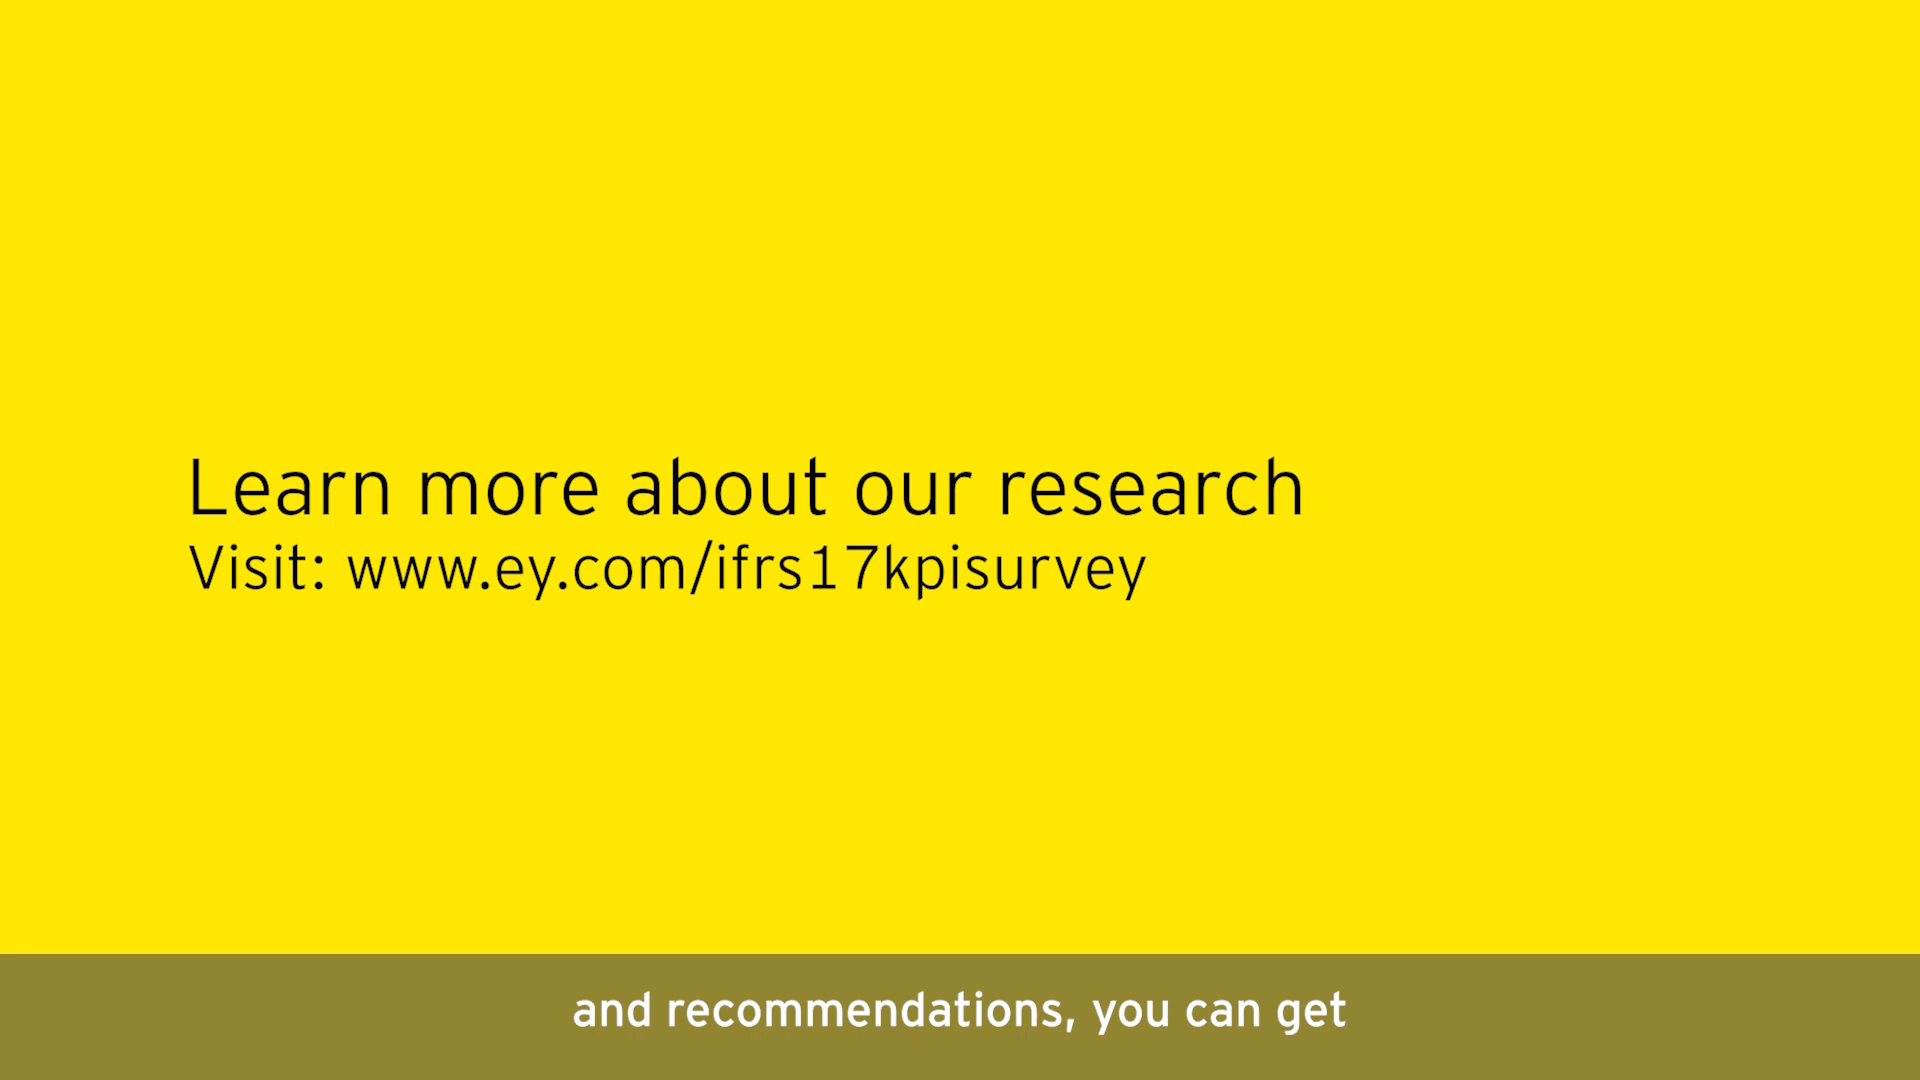 Learn more about our research
Visit: www.ey.com/ifrs17kpisurvey
and recommendations, you can get